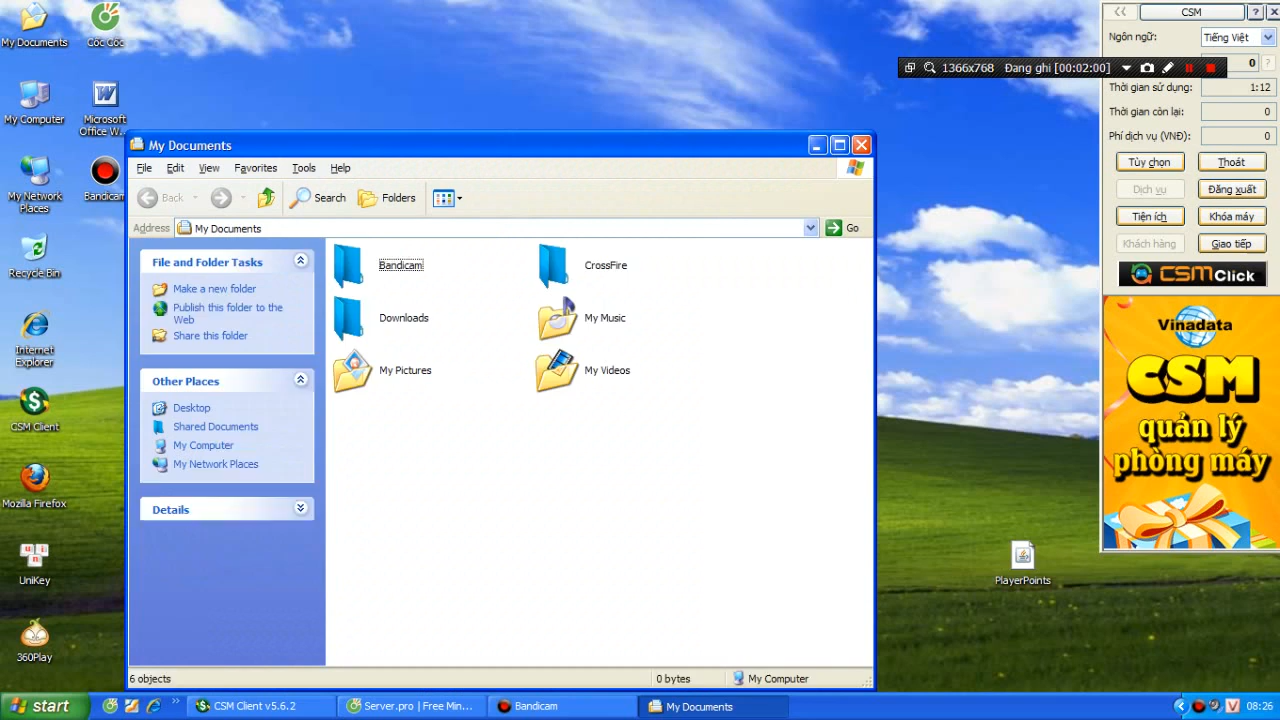 My Documents
Cốc Cốc
My Computer
Microsoft
Office W...
My Network
Places
Bandicam
Recycle Bin
Internet
Explorer
CSM Client
Mozilla Firefox
UniKey
360Play
My Documents
File Edit View Favorites Tools Help
Back Search Folders
Address My Documents Go
File and Folder Tasks
Make a new folder
Publish this folder to the
Web
Share this folder
Other Places
Desktop
Shared Documents
My Computer
My Network Places
Details
Bandicam
CrossFire
Downloads
My Music
My Pictures
My Videos
6 objects 0 bytes My Computer
1366x768 Đang ghi [00:02:00]
CSM
Ngôn ngữ: Tiếng Việt
0
Thời gian sử dụng: 1:12
Thời gian còn lại: 0
Phí dịch vụ (VNĐ): 0
Tùy chọn Thoát
Dịch vụ Đăng xuất
Tiện ích Khóa máy
Khách hàng Giao tiếp
CSMClick
Vinadata
CSM
quản lý
phòng máy
PlayerPoints
start CSM Client v5.6.2 Server.pro | Free Min... Bandicam My Documents V 08:26